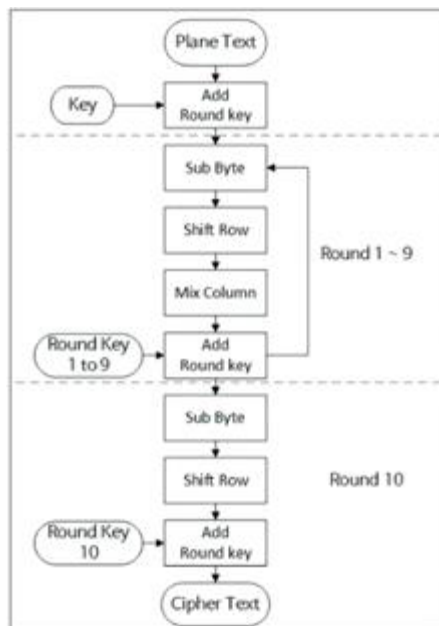 Plane Text
Key
Add
Round key
Sub Byte
Shift Row
Round 1 ~ 9
Mix Column
Round Key
1 to 9
Add
Round key
Sub Byte
Shift Row
Round 10
Round Key
10
Add
Round key
Cipher Text